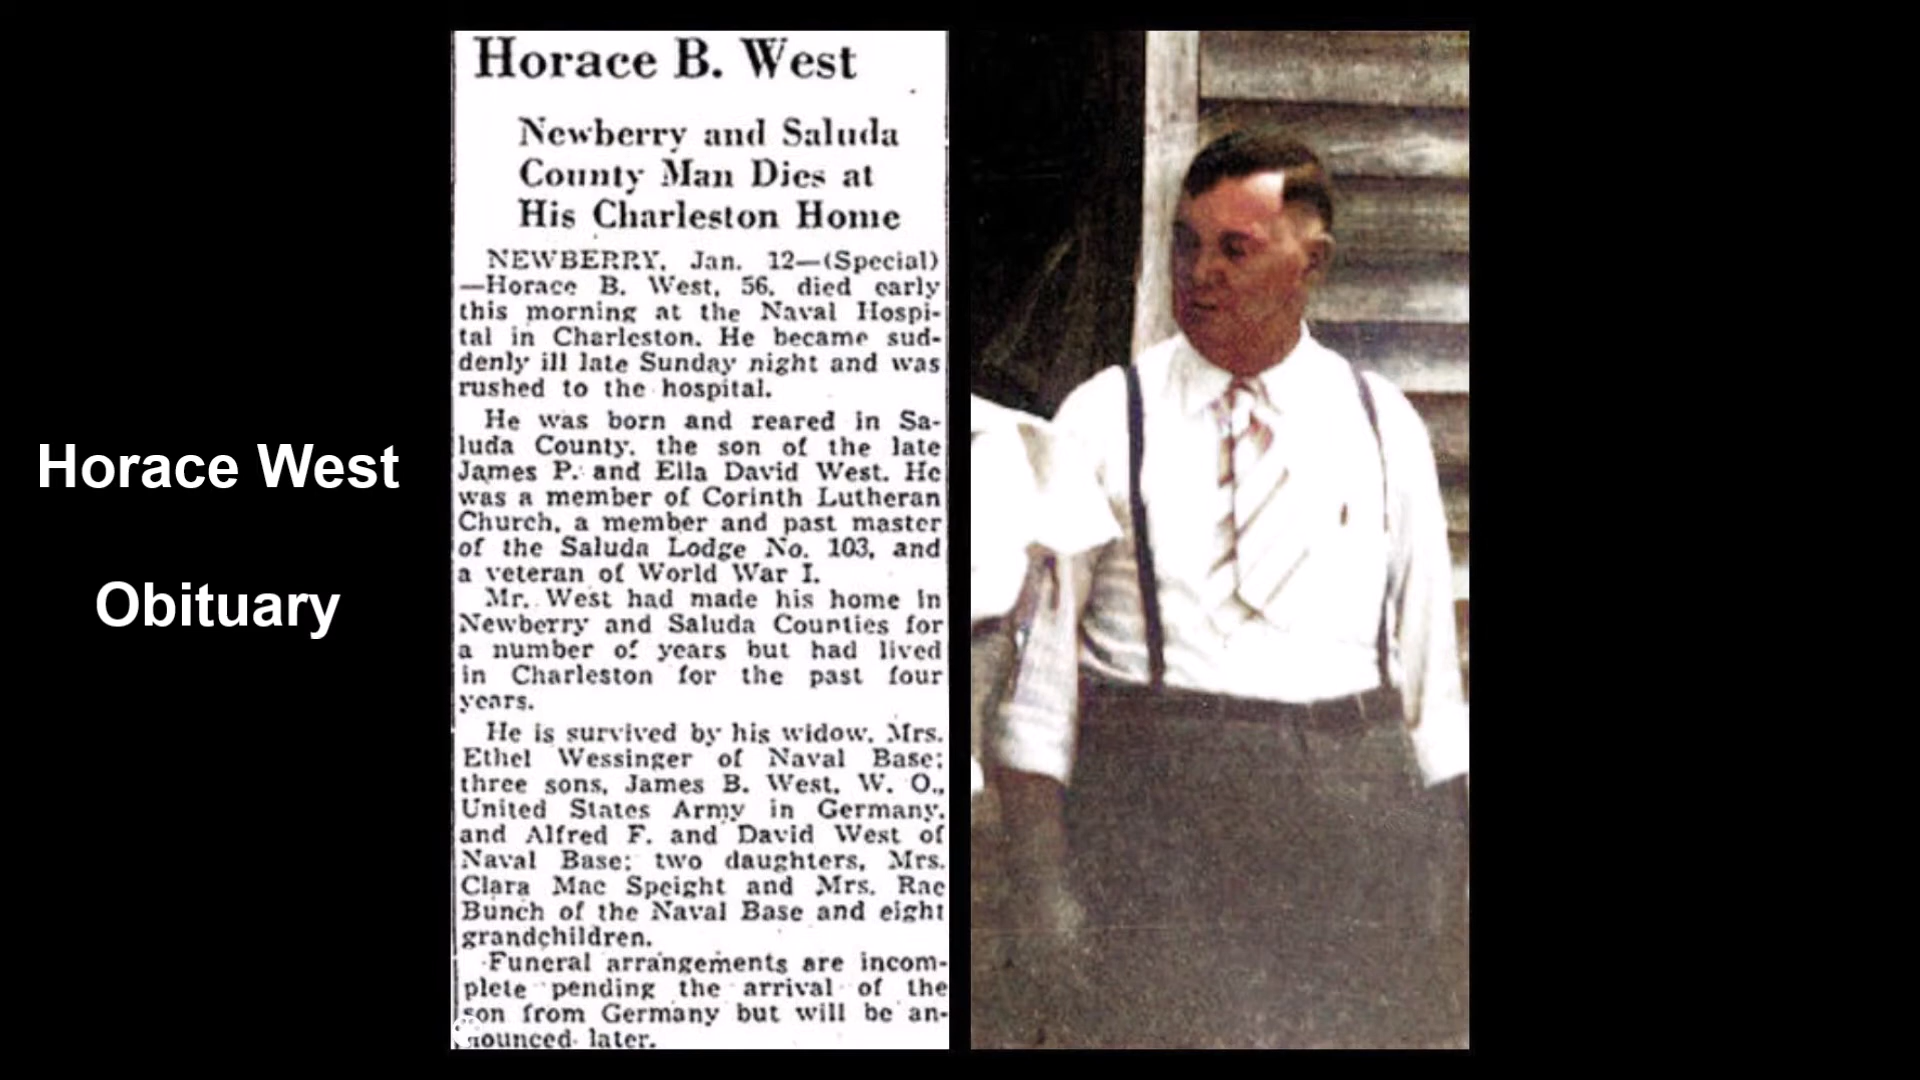 Horace West
Obituary
Horace B. West
Newberry and Saluda
County Man Dies at
His Charleston Home
NEWBERRY, Jan. 12—(Special)
—Horace B. West, 56, died early
this morning at the Naval Hospi-
tal in Charleston. He became sud-
denly ill late Sunday night and was
rushed to the hospital.
He was born and reared in Sa-
luda County, the son of the late
James P. and Ella David West. He
was a member of Corinth Lutheran
Church, a member and past master
of the Saluda Lodge No. 103, and
a veteran of World War I.
Mr. West had made his home in
Newberry and Saluda Counties for
a number of years but had lived
in Charleston for the past four
years.
He is survived by his widow, Mrs.
Ethel Wessinger of Naval Base;
three sons, James B. West, W. O.,
United States Army in Germany,
and Alfred F. and David West of
Naval Base; two daughters, Mrs.
Clara Mae Speight and Mrs. Rae
Bunch of the Naval Base and eight
grandchildren.
Funeral arrangements are incom-
plete pending the arrival of the
son from Germany but will be an-
nounced later.